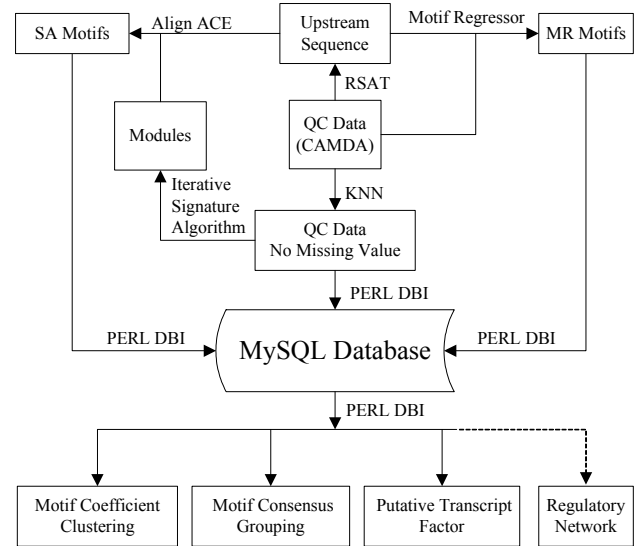 SA Motifs
Align ACE
Upstream
Sequence
Motif Regressor
MR Motifs
RSAT
Modules
QC Data
(CAMDA)
Iterative
Signature
Algorithm
KNN
QC Data
No Missing Value
PERL DBI
PERL DBI
MySQL Database
PERL DBI
PERL DBI
Motif Coefficient
Clustering
Motif Consensus
Grouping
Putative Transcript
Factor
Regulatory
Network